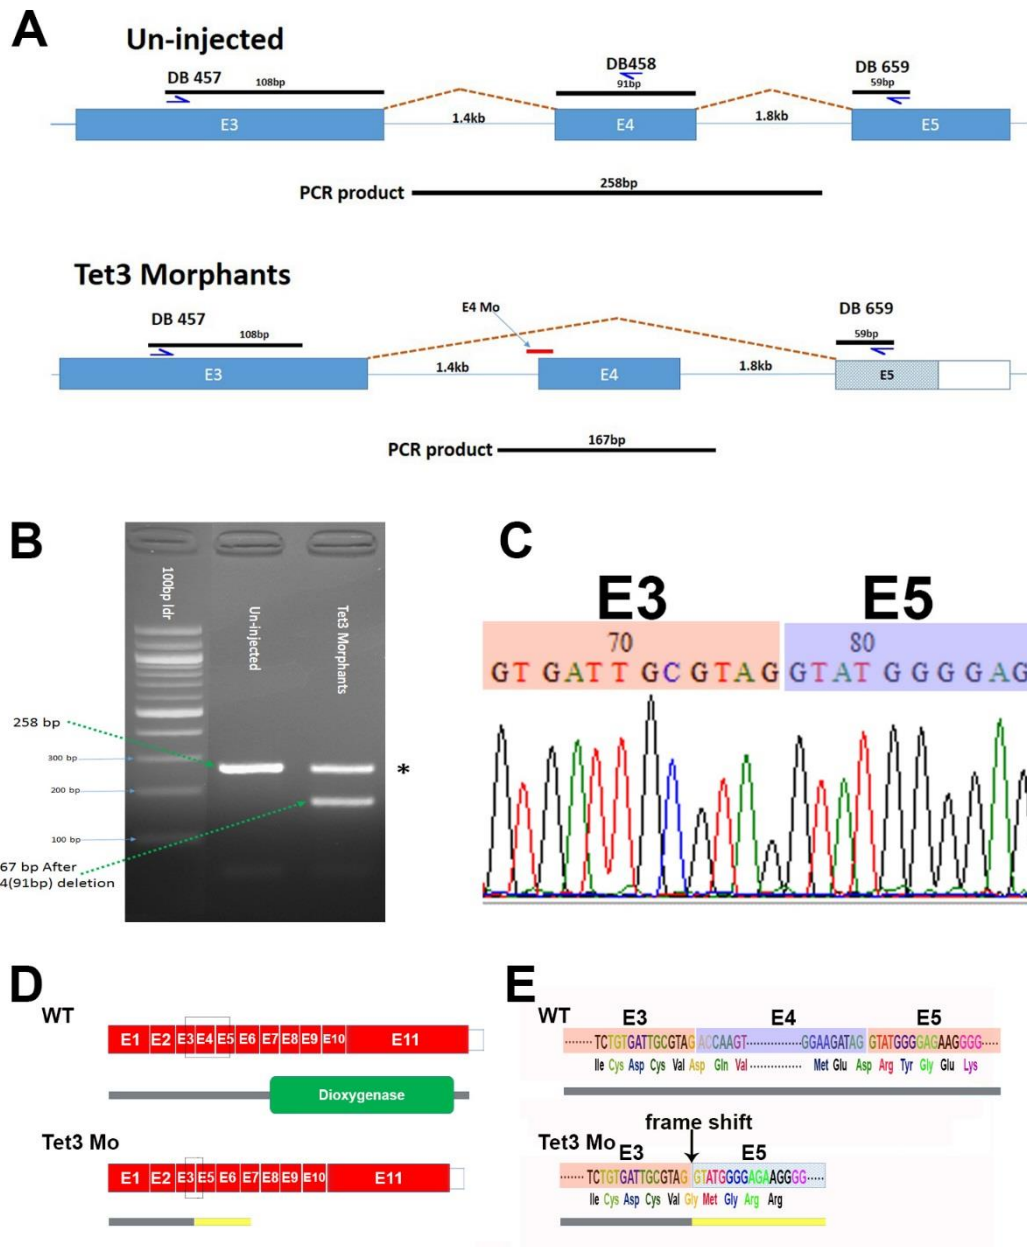 A
Un-injected
DB 457
108bp
DB458
91bp
DB 659
59bp
E3
1.4kb
E4
1.8kb
E5
PCR product
258bp
Tet3 Morphants
DB 457
108bp
E4 Mo
DB 659
59bp
E3
1.4kb
E4
1.8kb
E5
PCR product
167bp
B
100bp ldr
Un-injected
Tet3 Morphants
258 bp
300 bp
200 bp
100 bp
*
67 bp After
4(91bp) deletion
C
E3 E5
70 80
GTGATTGCGTAG GTATGGGGAG
D
WT
E1 E2 E3 E4 E5 E6 E7 E8 E9 E10 E11
Dioxygenase
Tet3 Mo
E1 E2 E3 E5 E6 E7 E8 E9 E10 E11
E
WT
E3 E4 E5
........TCTGTGATTGCGTAG ACCAAGT...............GGAAGATAG GTATGGGGAGAAGGGG.....
Ile Cys Asp Cys Val Asp Gln Val................ Met Glu Asp Arg Tyr Gly Glu Lys
frame shift
Tet3 Mo
E3 E5
.......TCTGTGATTGCGTAG GTATGGGGAGAAGGGG.....
Ile Cys Asp Cys Val Gly Met Gly Arg Arg